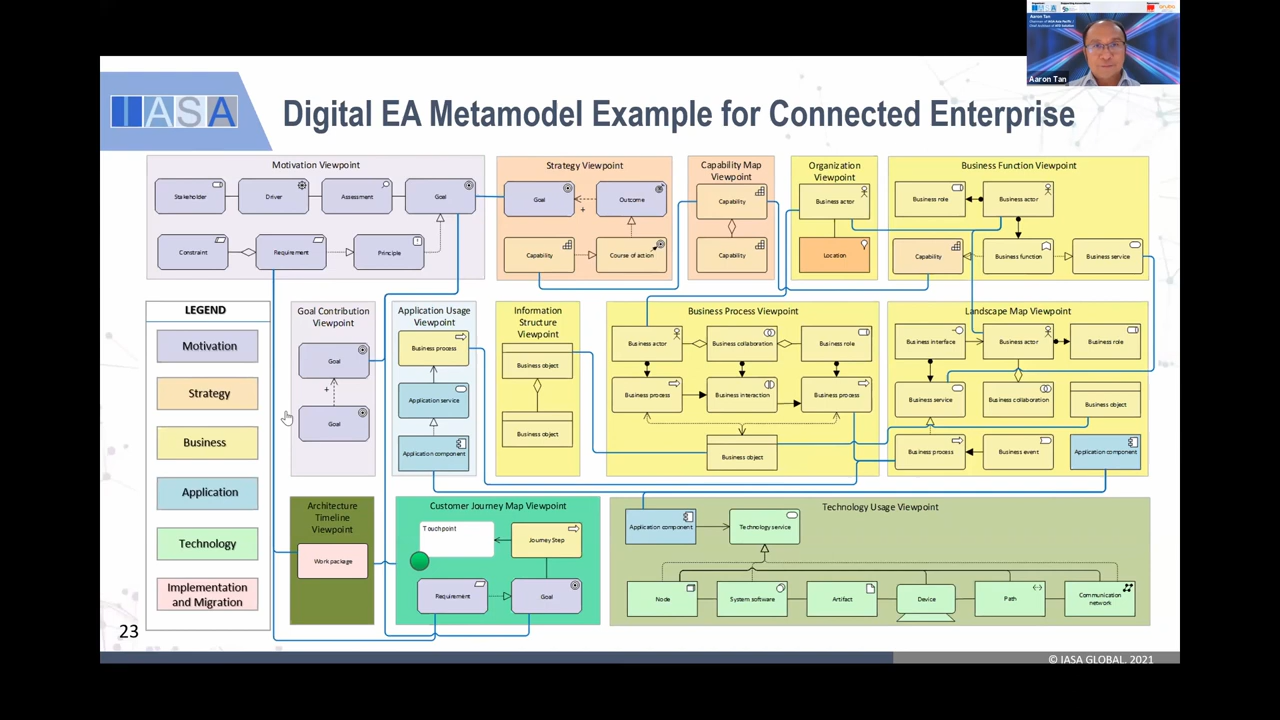 Aaron Tan
Aaron Tan
IASA
Digital EA Metamodel Example for Connected Enterprise
Motivation Viewpoint
Stakeholder
Driver
Assessment
Goal
Constraint
Requirement
Principle
Strategy Viewpoint
Goal
Outcome
+
Capability
Course of action
Capability Map
Viewpoint
Capability
Capability
Organization
Viewpoint
Business actor
Location
Business Function Viewpoint
Business role
Business actor
Capability
Business function
Business service
LEGEND
Motivation
Strategy
Business
Application
Technology
Implementation
and Migration
Goal Contribution
Viewpoint
Goal
+
Goal
Application Usage
Viewpoint
Business process
Application service
Application component
Information
Structure
Viewpoint
Business object
Business object
Business Process Viewpoint
Business actor
Business collaboration
Business role
Business process
Business interaction
Business process
Business object
Landscape Map Viewpoint
Business interface
Business actor
Business role
Business service
Business collaboration
Business object
Business process
Business event
Application component
Architecture
Timeline
Viewpoint
Work package
Customer Journey Map Viewpoint
Touchpoint
Journey Step
Requirement
Goal
Technology Usage Viewpoint
Application component
Technology service
Node
System software
Artifact
Device
Path
Communication
network
23
© IASA GLOBAL. 2021